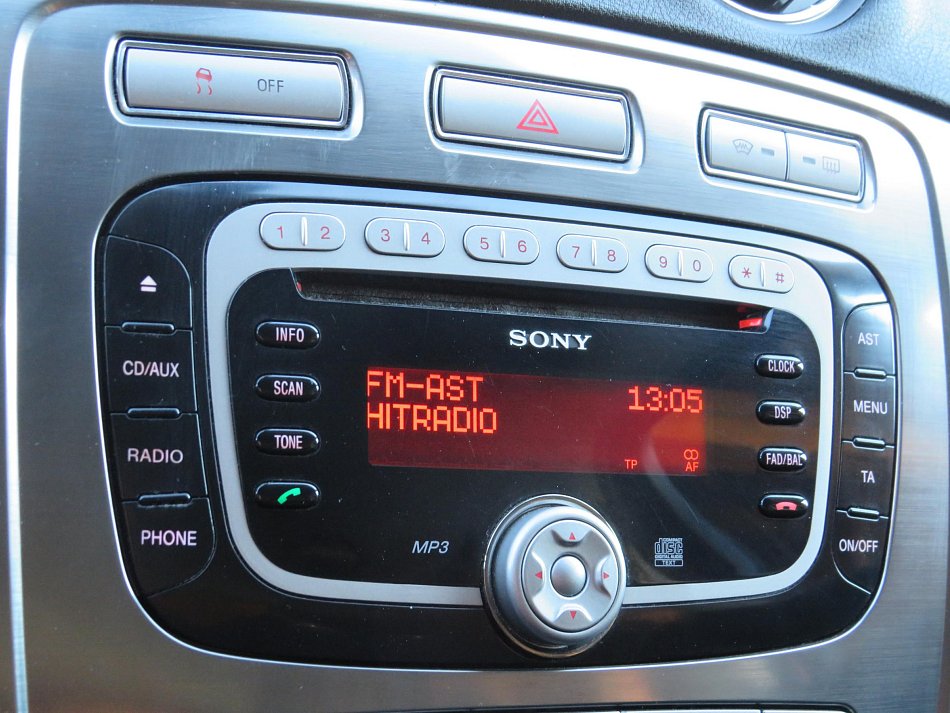 OFF
1 2 3 4 5 6 7 8 9 0 * #
SONY
INFO
SCAN
TONE
CD/AUX
RADIO
PHONE
FM-AST 13:05
HITRADIO
TP AF
CLOCK
DSP
FAD/BAL
AST
MENU
TA
ON/OFF
MP3
COMPACT
disc
DIGITAL AUDIO
TEXT